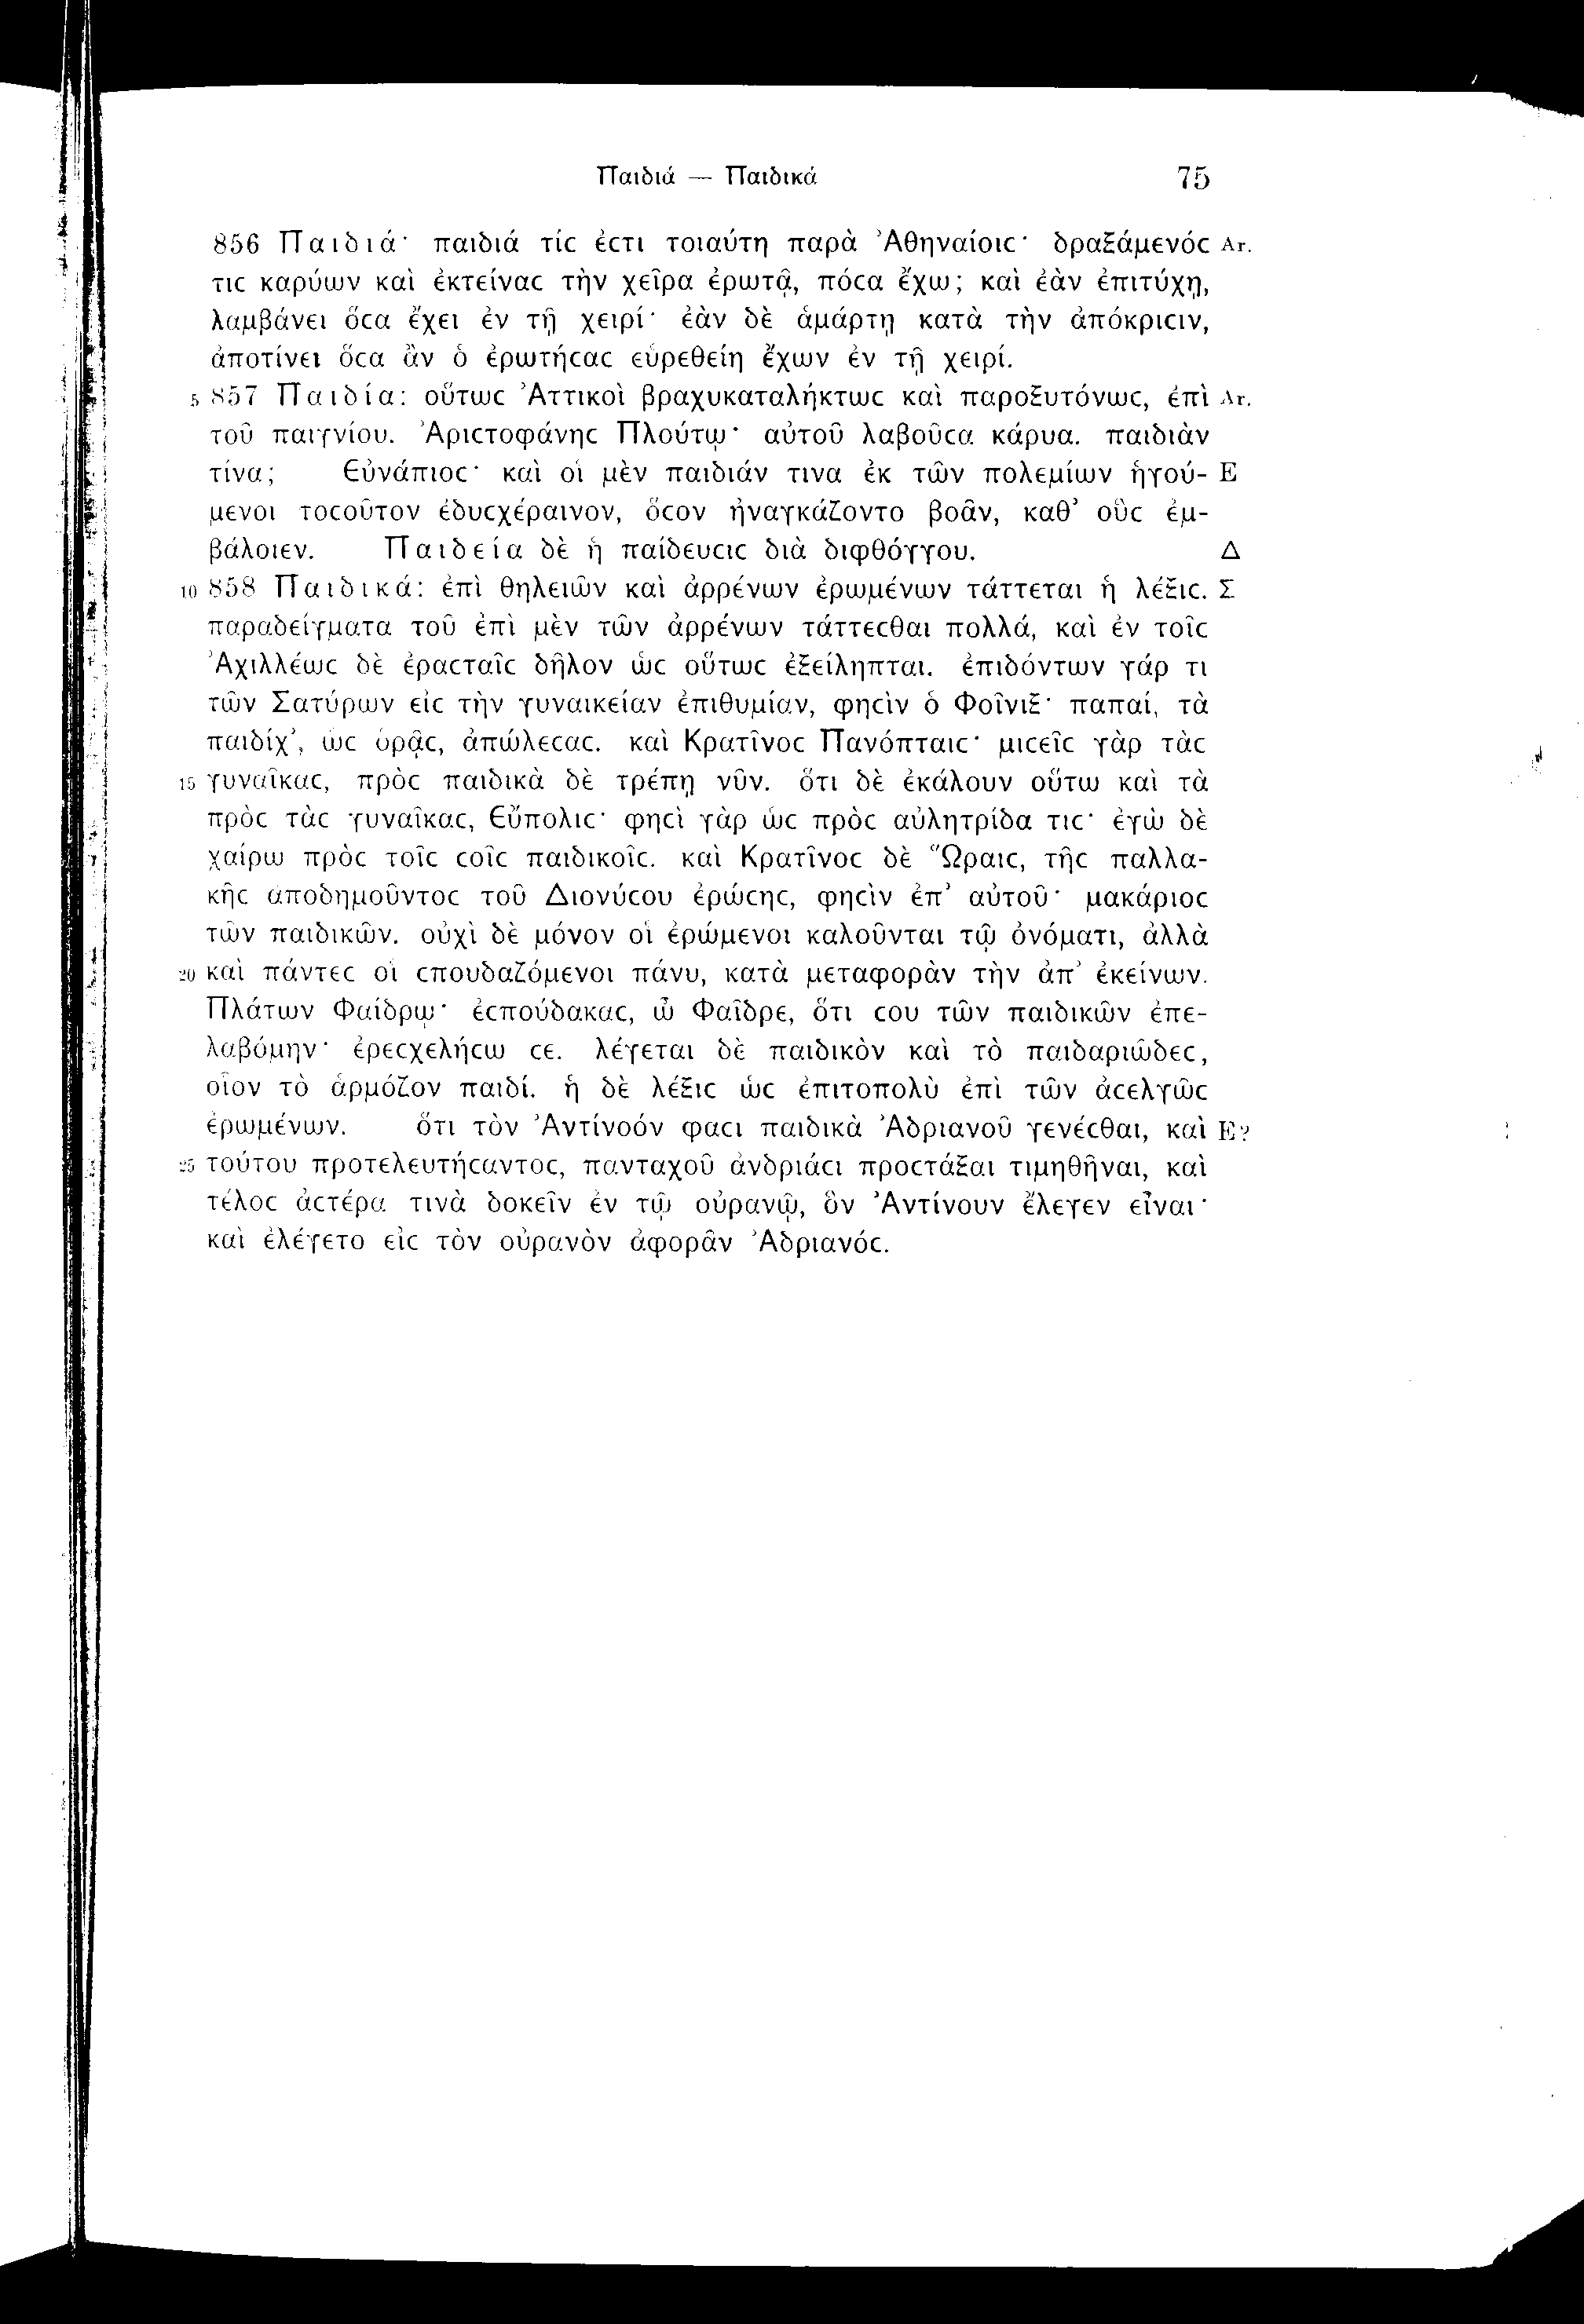 Παιδιά — Παιδικά 75
856 Παιδιά· παιδιά τίϲ ἐϲτι τοιαύτη παρὰ Ἀθηναίοιϲ· δραξάμενόϲ Ar.
τιϲ καρύων καὶ ἐκτείναϲ τὴν χεῖρα ἐρωτᾷ, πόϲα ἔχω; καὶ ἐὰν ἐπιτύχῃ,
λαμβάνει ὅϲα ἔχει ἐν τῇ χειρί· ἐὰν δὲ ἁμάρτῃ κατὰ τὴν ἀπόκριϲιν,
ἀποτίνει ὅϲα ἂν ὁ ἐρωτήϲαϲ εὑρεθείη ἔχων ἐν τῇ χειρί.
5 857 Παιδία: οὕτωϲ Ἀττικοὶ βραχυκαταλήκτωϲ καὶ παροξυτόνωϲ, ἐπὶ Ar.
τοῦ παιγνίου. Ἀριϲτοφάνηϲ Πλούτῳ· αὐτοῦ λαβοῦϲα κάρυα. παιδιὰν
τίνα; Εὐνάπιοϲ· καὶ οἱ μὲν παιδιάν τινα ἐκ τῶν πολεμίων ἡγού- E
μενοι τοϲοῦτον ἐδυϲχέραινον, ὅϲον ἠναγκάζοντο βοᾶν, καθ’ οὓϲ ἐμ-
βάλοιεν. Παιδεία δὲ ἡ παίδευϲιϲ διὰ διφθόγγου. Δ
10 858 Παιδικά: ἐπὶ θηλειῶν καὶ ἀρρένων ἐρωμένων τάττεται ἡ λέξιϲ. Σ
παραδείγματα τοῦ ἐπὶ μὲν τῶν ἀρρένων τάττεϲθαι πολλά, καὶ ἐν τοῖϲ
Ἀχιλλέωϲ δὲ ἐραϲταῖϲ δῆλον ὡϲ οὕτωϲ ἐξείληπται. ἐπιδόντων γάρ τι
τῶν Σατύρων εἰϲ τὴν γυναικείαν ἐπιθυμίαν, φηϲὶν ὁ Φοῖνιξ· παπαί, τὰ
παιδίχ’, ὡϲ ὁρᾷϲ, ἀπώλεϲαϲ. καὶ Κρατῖνοϲ Πανόπταιϲ· μιϲεῖϲ γὰρ τὰϲ
15 γυναῖκαϲ, πρὸϲ παιδικὰ δὲ τρέπῃ νῦν. ὅτι δὲ ἐκάλουν οὕτω καὶ τὰ
πρὸϲ τὰϲ γυναῖκαϲ, Εὔπολιϲ· φηϲὶ γὰρ ὡϲ πρὸϲ αὐλητρίδα τιϲ· ἐγὼ δὲ
χαίρω πρὸϲ τοῖϲ ϲοῖϲ παιδικοῖϲ. καὶ Κρατῖνοϲ δὲ Ὥραιϲ, τῆϲ παλλα-
κῆϲ ἀποδημοῦντοϲ τοῦ Διονύϲου ἐρώϲηϲ, φηϲὶν ἐπ’ αὐτοῦ· μακάριοϲ
τῶν παιδικῶν. οὐχὶ δὲ μόνον οἱ ἐρώμενοι καλοῦνται τῷ ὀνόματι, ἀλλὰ
20 καὶ πάντεϲ οἱ ϲπουδαζόμενοι πάνυ, κατὰ μεταφορὰν τὴν ἀπ’ ἐκείνων.
Πλάτων Φαίδρῳ· ἐϲπούδακαϲ, ὦ Φαῖδρε, ὅτι ϲου τῶν παιδικῶν ἐπε-
λαβόμην· ἐρεϲχελήϲω ϲε. λέγεται δὲ παιδικὸν καὶ τὸ παιδαριῶδεϲ,
οἷον τὸ ἁρμόζον παιδί. ἡ δὲ λέξιϲ ὡϲ ἐπιτοπολὺ ἐπὶ τῶν ἀϲελγῶϲ
ἐρωμένων. ὅτι τὸν Ἀντίνοόν φαϲι παιδικὰ Ἀδριανοῦ γενέϲθαι, καὶ E?
25 τούτου προτελευτήϲαντοϲ, πανταχοῦ ἀνδριάϲι προϲτάξαι τιμηθῆναι, καὶ
τέλοϲ ἀϲτέρα τινὰ δοκεῖν ἐν τῷ οὐρανῷ, ὃν Ἀντίνουν ἔλεγεν εἶναι·
καὶ ἐλέγετο εἰϲ τὸν οὐρανὸν ἀφορᾶν Ἀδριανόϲ.